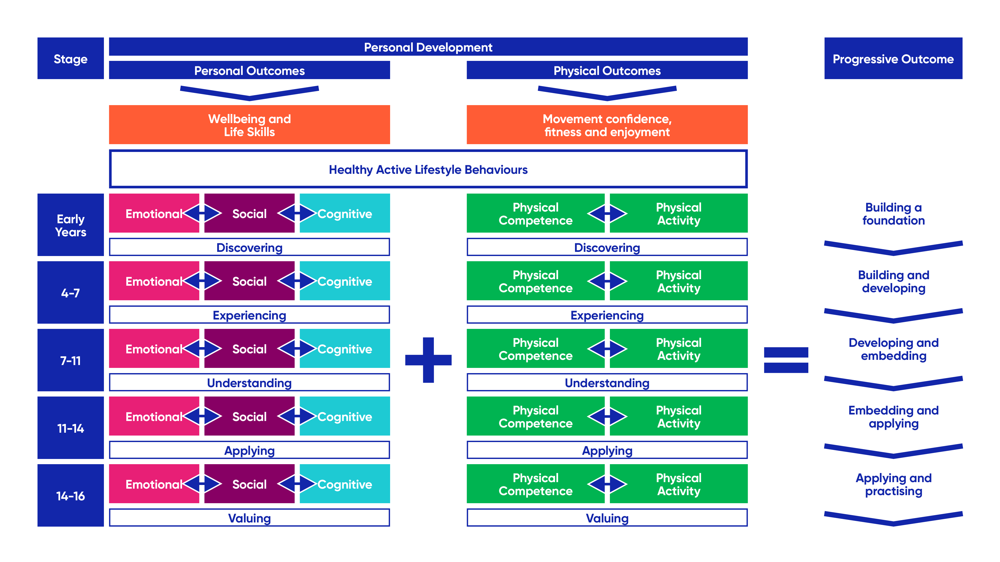 Personal Development
Stage
Personal Outcomes
Physical Outcomes
Progressive Outcome
Wellbeing and
Life Skills
Movement confidence,
fitness and enjoyment
Healthy Active Lifestyle Behaviours
Early
Years
Emotional
Social
Cognitive
Physical
Competence
Physical
Activity
Building a
foundation
Discovering
Discovering
4-7
Emotional
Social
Cognitive
Physical
Competence
Physical
Activity
Building and
developing
Experiencing
Experiencing
7-11
Emotional
Social
Cognitive
Physical
Competence
Physical
Activity
Developing and
embedding
Understanding
Understanding
11-14
Emotional
Social
Cognitive
Physical
Competence
Physical
Activity
Embedding and
applying
Applying
Applying
14-16
Emotional
Social
Cognitive
Physical
Competence
Physical
Activity
Applying and
practising
Valuing
Valuing